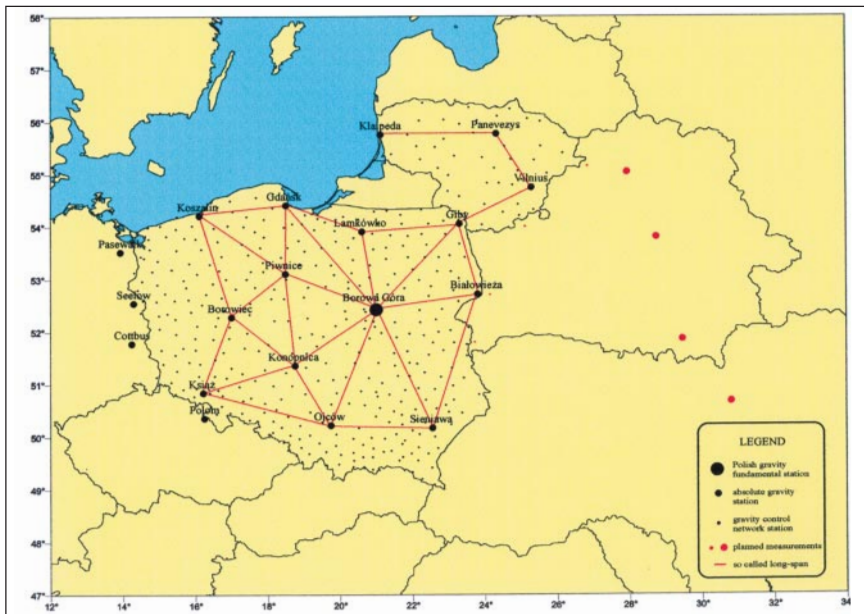 58°
57°
56°
55°
54°
53°
52°
51°
50°
49°
48°
47°
Klaipeda
Panevezys
Vilnius
Gdańsk
Koszalin
Lamkówko
Giby
Pasewalk
Piwnice
Białowieża
Seelow
Borowa Góra
Borowiec
Cottbus
Konopnica
Książ
Polom
Ojców
Sieniawa
LEGEND
Polish gravity
fundamental station
absolute gravity
station
gravity control
network station
planned measurements
so called long-span
12° 14° 16° 18° 20° 22° 24° 26° 28° 30° 32° 34